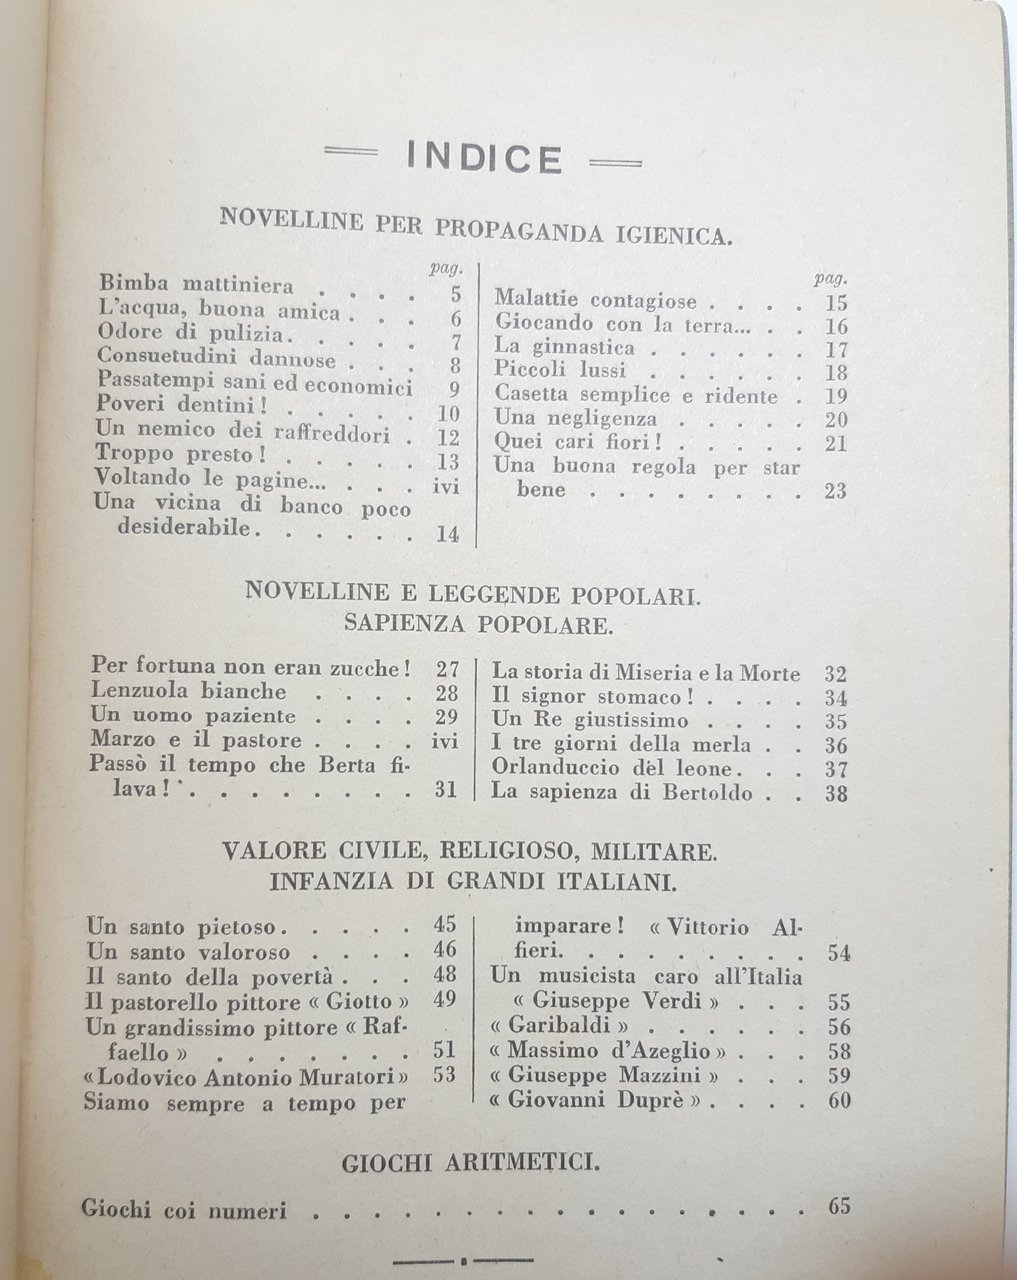 INDICE
NOVELLINE PER PROPAGANDA IGIENICA.
pag.
Bimba mattiniera . . . . 5
L'acqua, buona amica . . . 6
Odore di pulizia. . . . . 7
Consuetudini dannose . . . 8
Passatempi sani ed economici 9
Poveri dentini ! . . . . . 10
Un nemico dei raffreddori . 12
Troppo presto ! . . . . . 13
Voltando le pagine... . . . ivi
Una vicina di banco poco
desiderabile. . . . . . . 14
pag.
Malattie contagiose . . . . 15
Giocando con la terra... . . 16
La ginnastica . . . . . . 17
Piccoli lussi . . . . . . 18
Casetta semplice e ridente . 19
Una negligenza . . . . . 20
Quei cari fiori ! . . . . . 21
Una buona regola per star
bene . . . . . . . . 23
NOVELLINE E LEGGENDE POPOLARI.
SAPIENZA POPOLARE.
Per fortuna non eran zucche ! 27
Lenzuola bianche . . . . 28
Un uomo paziente . . . . 29
Marzo e il pastore . . . . ivi
Passò il tempo che Berta fi-
lava ! . . . . . . . . 31
La storia di Miseria e la Morte 32
Il signor stomaco ! . . . . 34
Un Re giustissimo . . . . 35
I tre giorni della merla . . 36
Orlanduccio del leone. . . 37
La sapienza di Bertoldo . . 38
VALORE CIVILE, RELIGIOSO, MILITARE.
INFANZIA DI GRANDI ITALIANI.
Un santo pietoso. . . . . 45
Un santo valoroso . . . . 46
Il santo della povertà . . . 48
Il pastorello pittore « Giotto » 49
Un grandissimo pittore « Raf-
faello » . . . . . . . 51
« Lodovico Antonio Muratori » 53
Siamo sempre a tempo per
imparare ! « Vittorio Al-
fieri. . . . . . . . . 54
Un musicista caro all'Italia
« Giuseppe Verdi » . . . 55
« Garibaldi » . . . . . . 56
« Massimo d'Azeglio » . . . 58
« Giuseppe Mazzini » . . . 59
« Giovanni Duprè » . . . . 60
GIOCHI ARITMETICI.
Giochi coi numeri . . . . . . . . . . . . . . . . . 65